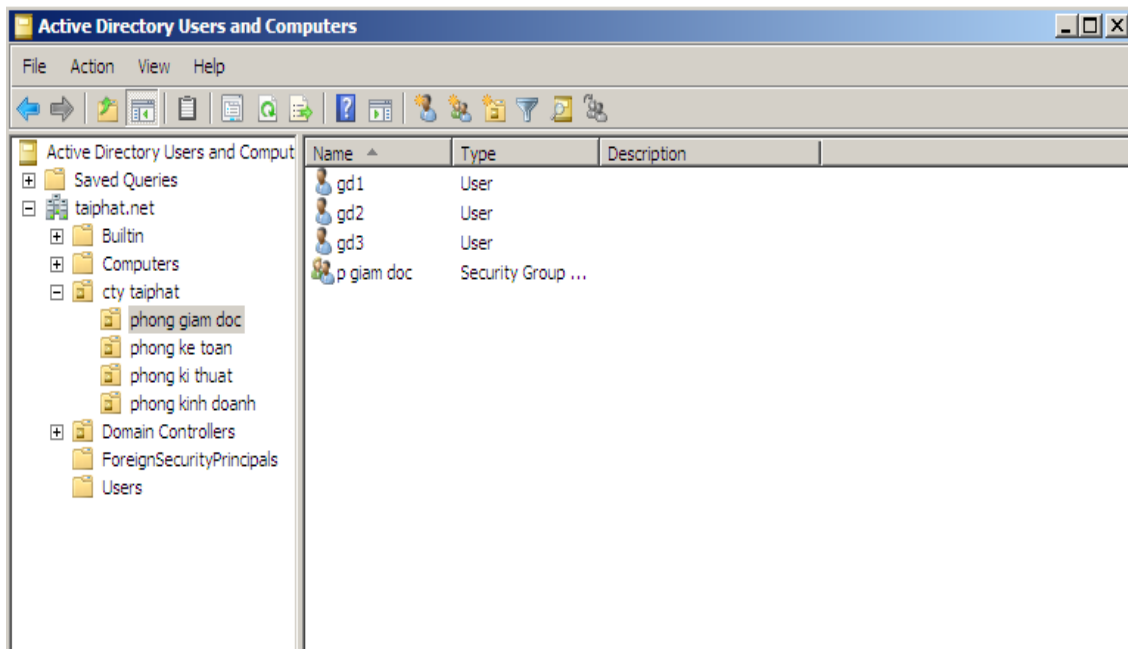 Active Directory Users and Computers
File Action View Help
Active Directory Users and Comput
Saved Queries
taiphat.net
Builtin
Computers
cty taiphat
phong giam doc
phong ke toan
phong ki thuat
phong kinh doanh
Domain Controllers
ForeignSecurityPrincipals
Users
Name Type Description
gd1 User
gd2 User
gd3 User
p giam doc Security Group ...